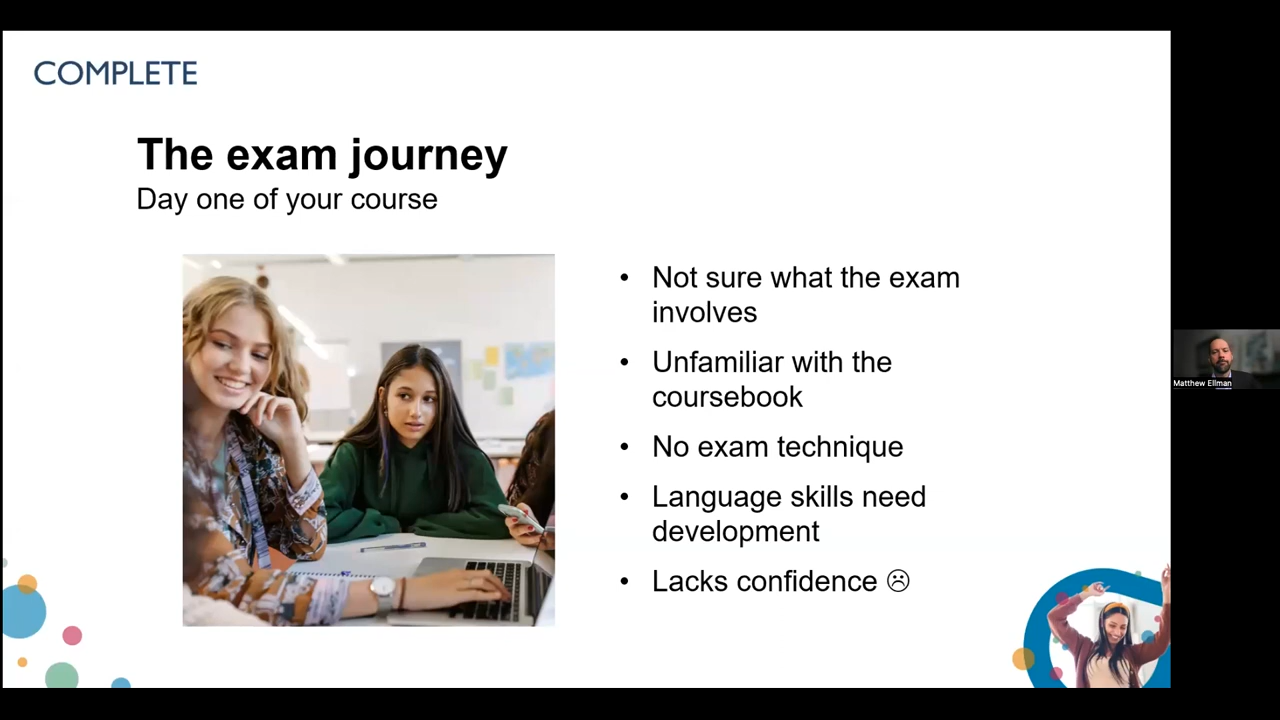 COMPLETE
The exam journey
Day one of your course
• Not sure what the exam
involves
• Unfamiliar with the
coursebook
• No exam technique
• Language skills need
development
• Lacks confidence ☹
Matthew Ellman